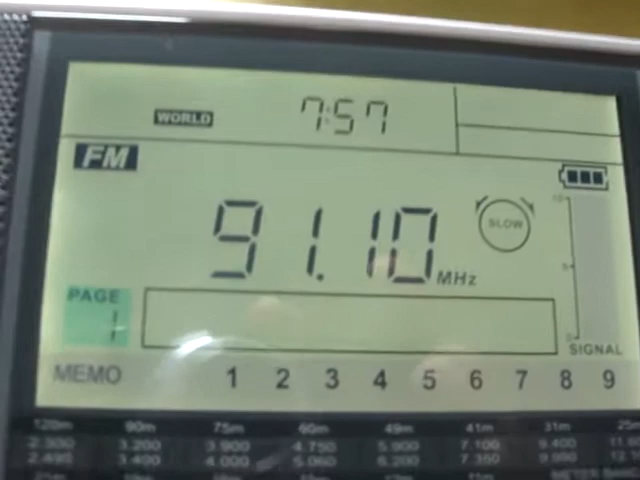 WORLD 7:57
FM
91.10 MHz
SLOW
10
5
0
PAGE
1
SIGNAL
MEMO 1 2 3 4 5 6 7 8 9
120m 90m 75m 60m 49m 41m 31m 25m
2.300 3.200 3.900 4.750 5.900 7.100 9.400
2.495 3.400 4.000 5.060 6.200 7.350
METER BAND